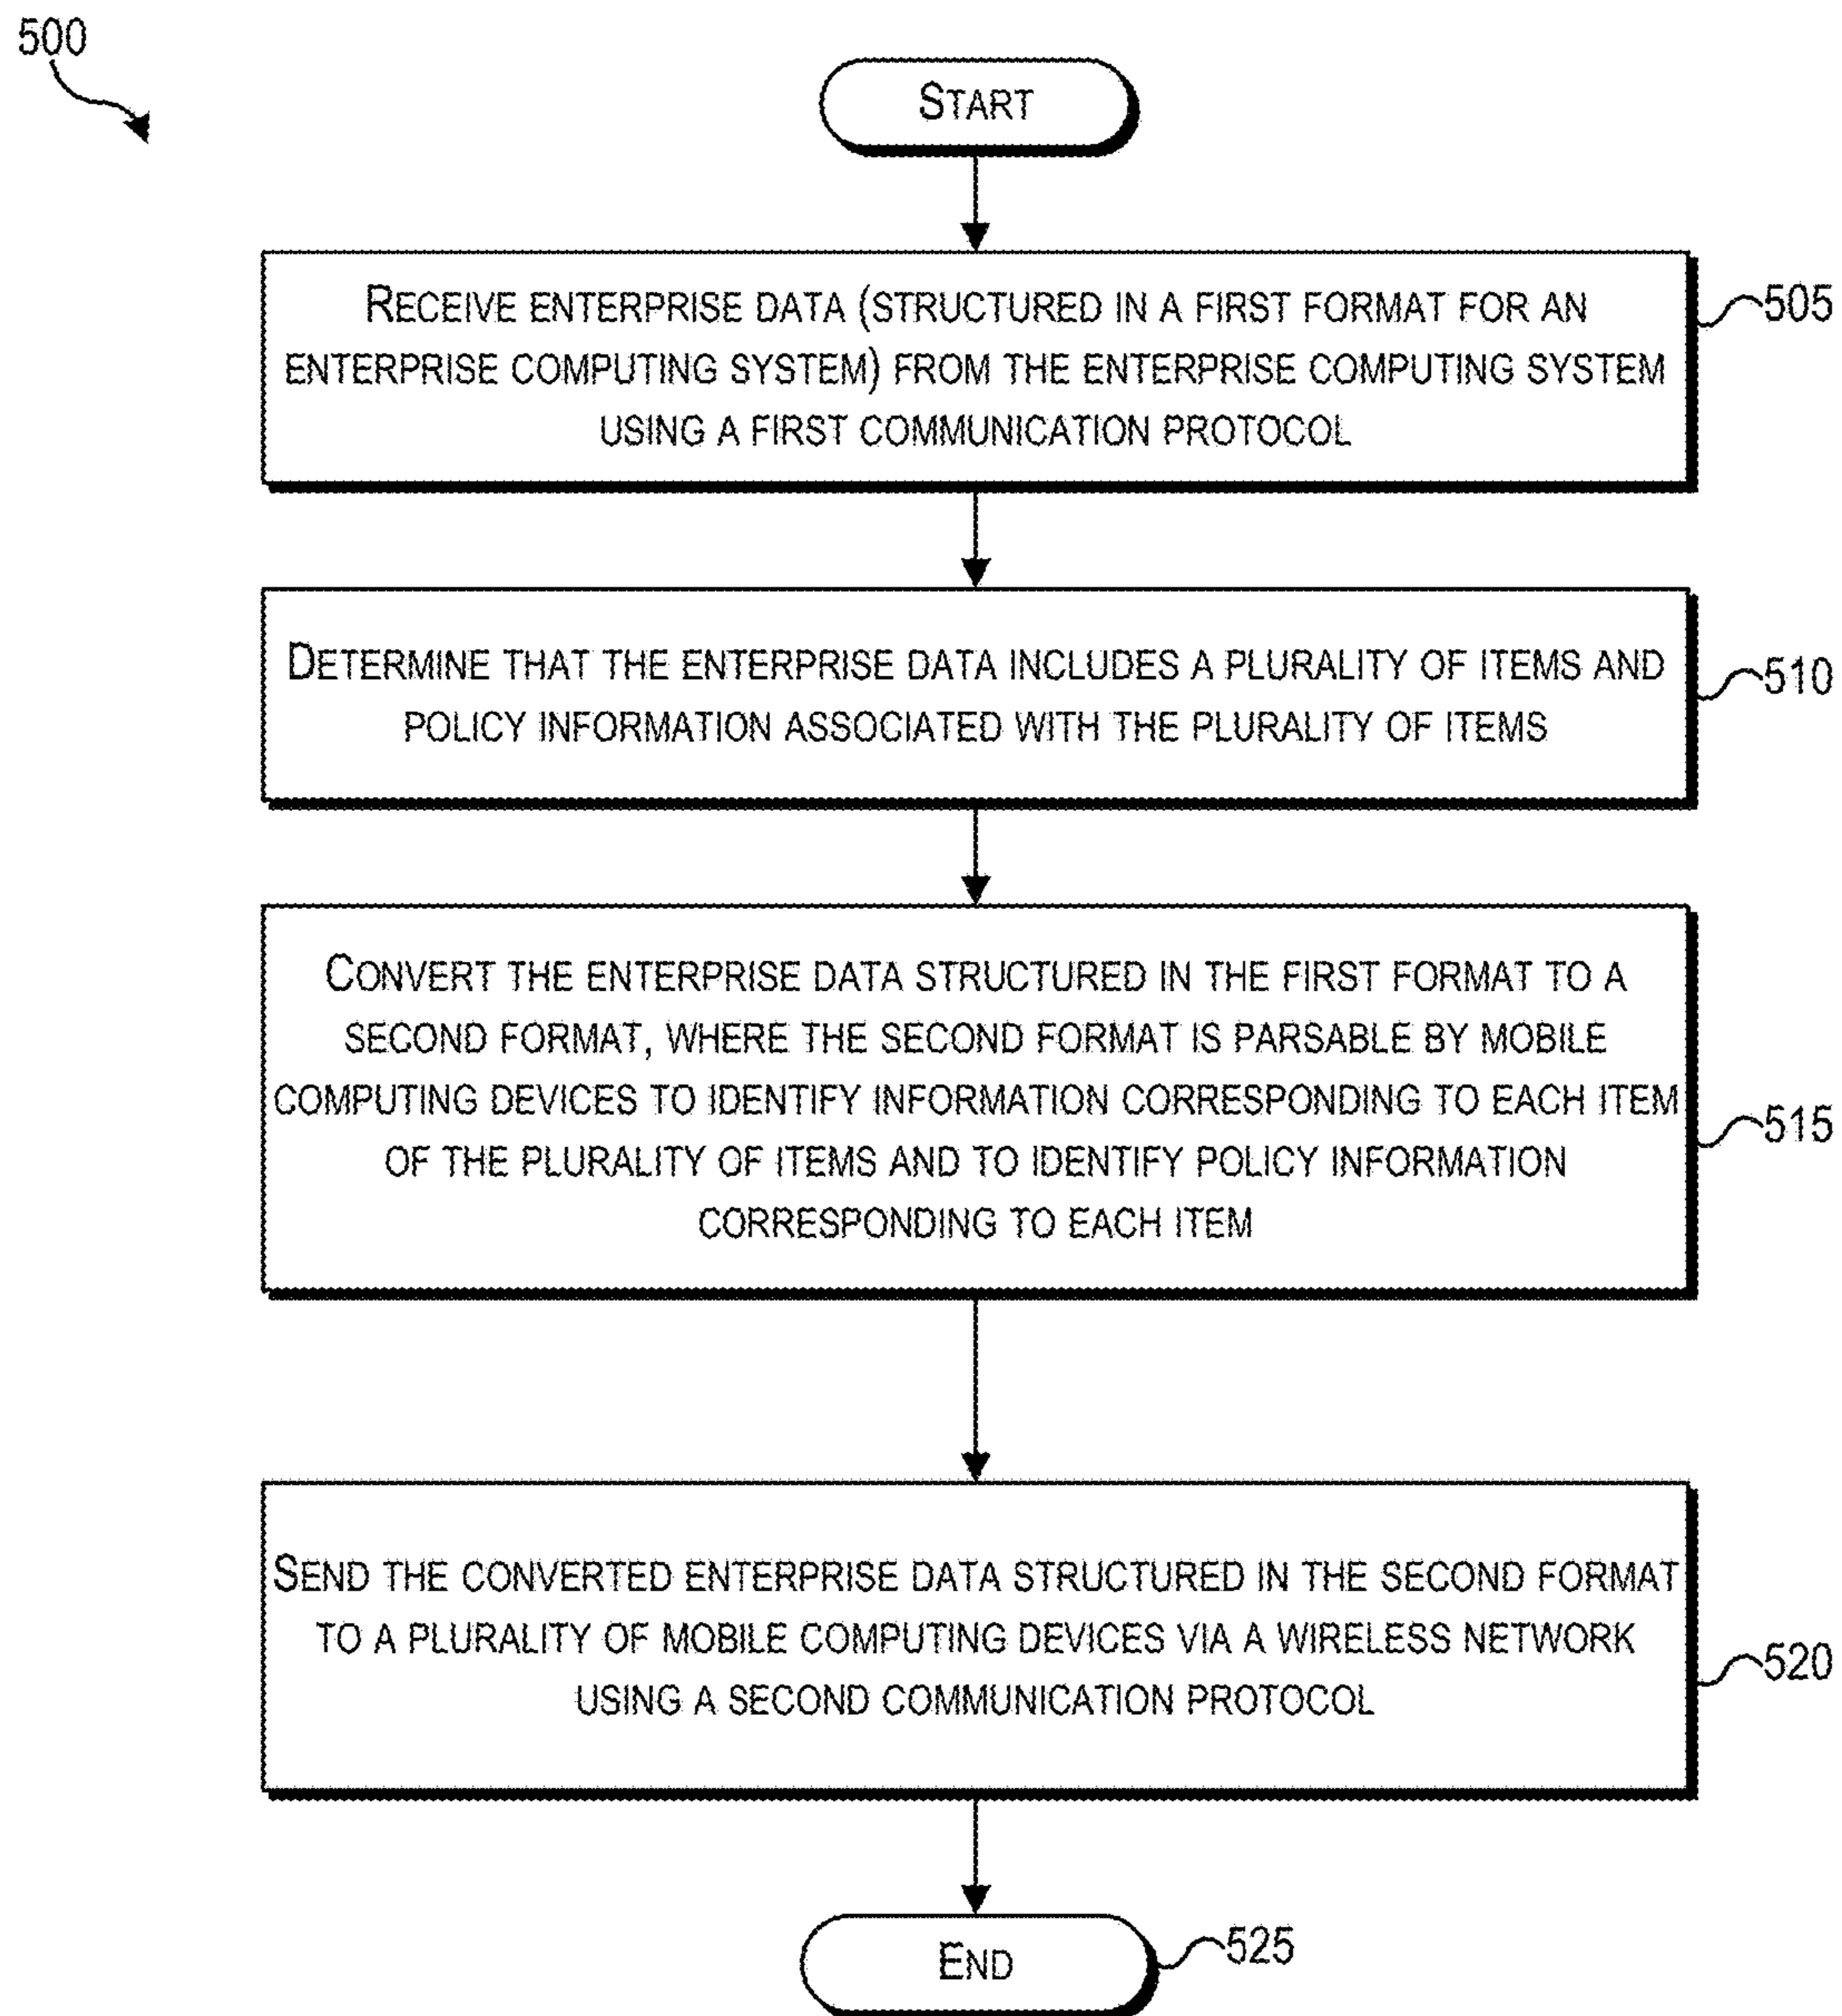 500
START
RECEIVE ENTERPRISE DATA (STRUCTURED IN A FIRST FORMAT FOR AN
ENTERPRISE COMPUTING SYSTEM) FROM THE ENTERPRISE COMPUTING SYSTEM
USING A FIRST COMMUNICATION PROTOCOL
505
DETERMINE THAT THE ENTERPRISE DATA INCLUDES A PLURALITY OF ITEMS AND
POLICY INFORMATION ASSOCIATED WITH THE PLURALITY OF ITEMS
510
CONVERT THE ENTERPRISE DATA STRUCTURED IN THE FIRST FORMAT TO A
SECOND FORMAT, WHERE THE SECOND FORMAT IS PARSABLE BY MOBILE
COMPUTING DEVICES TO IDENTIFY INFORMATION CORRESPONDING TO EACH ITEM
OF THE PLURALITY OF ITEMS AND TO IDENTIFY POLICY INFORMATION
CORRESPONDING TO EACH ITEM
515
SEND THE CONVERTED ENTERPRISE DATA STRUCTURED IN THE SECOND FORMAT
TO A PLURALITY OF MOBILE COMPUTING DEVICES VIA A WIRELESS NETWORK
USING A SECOND COMMUNICATION PROTOCOL
520
END
525